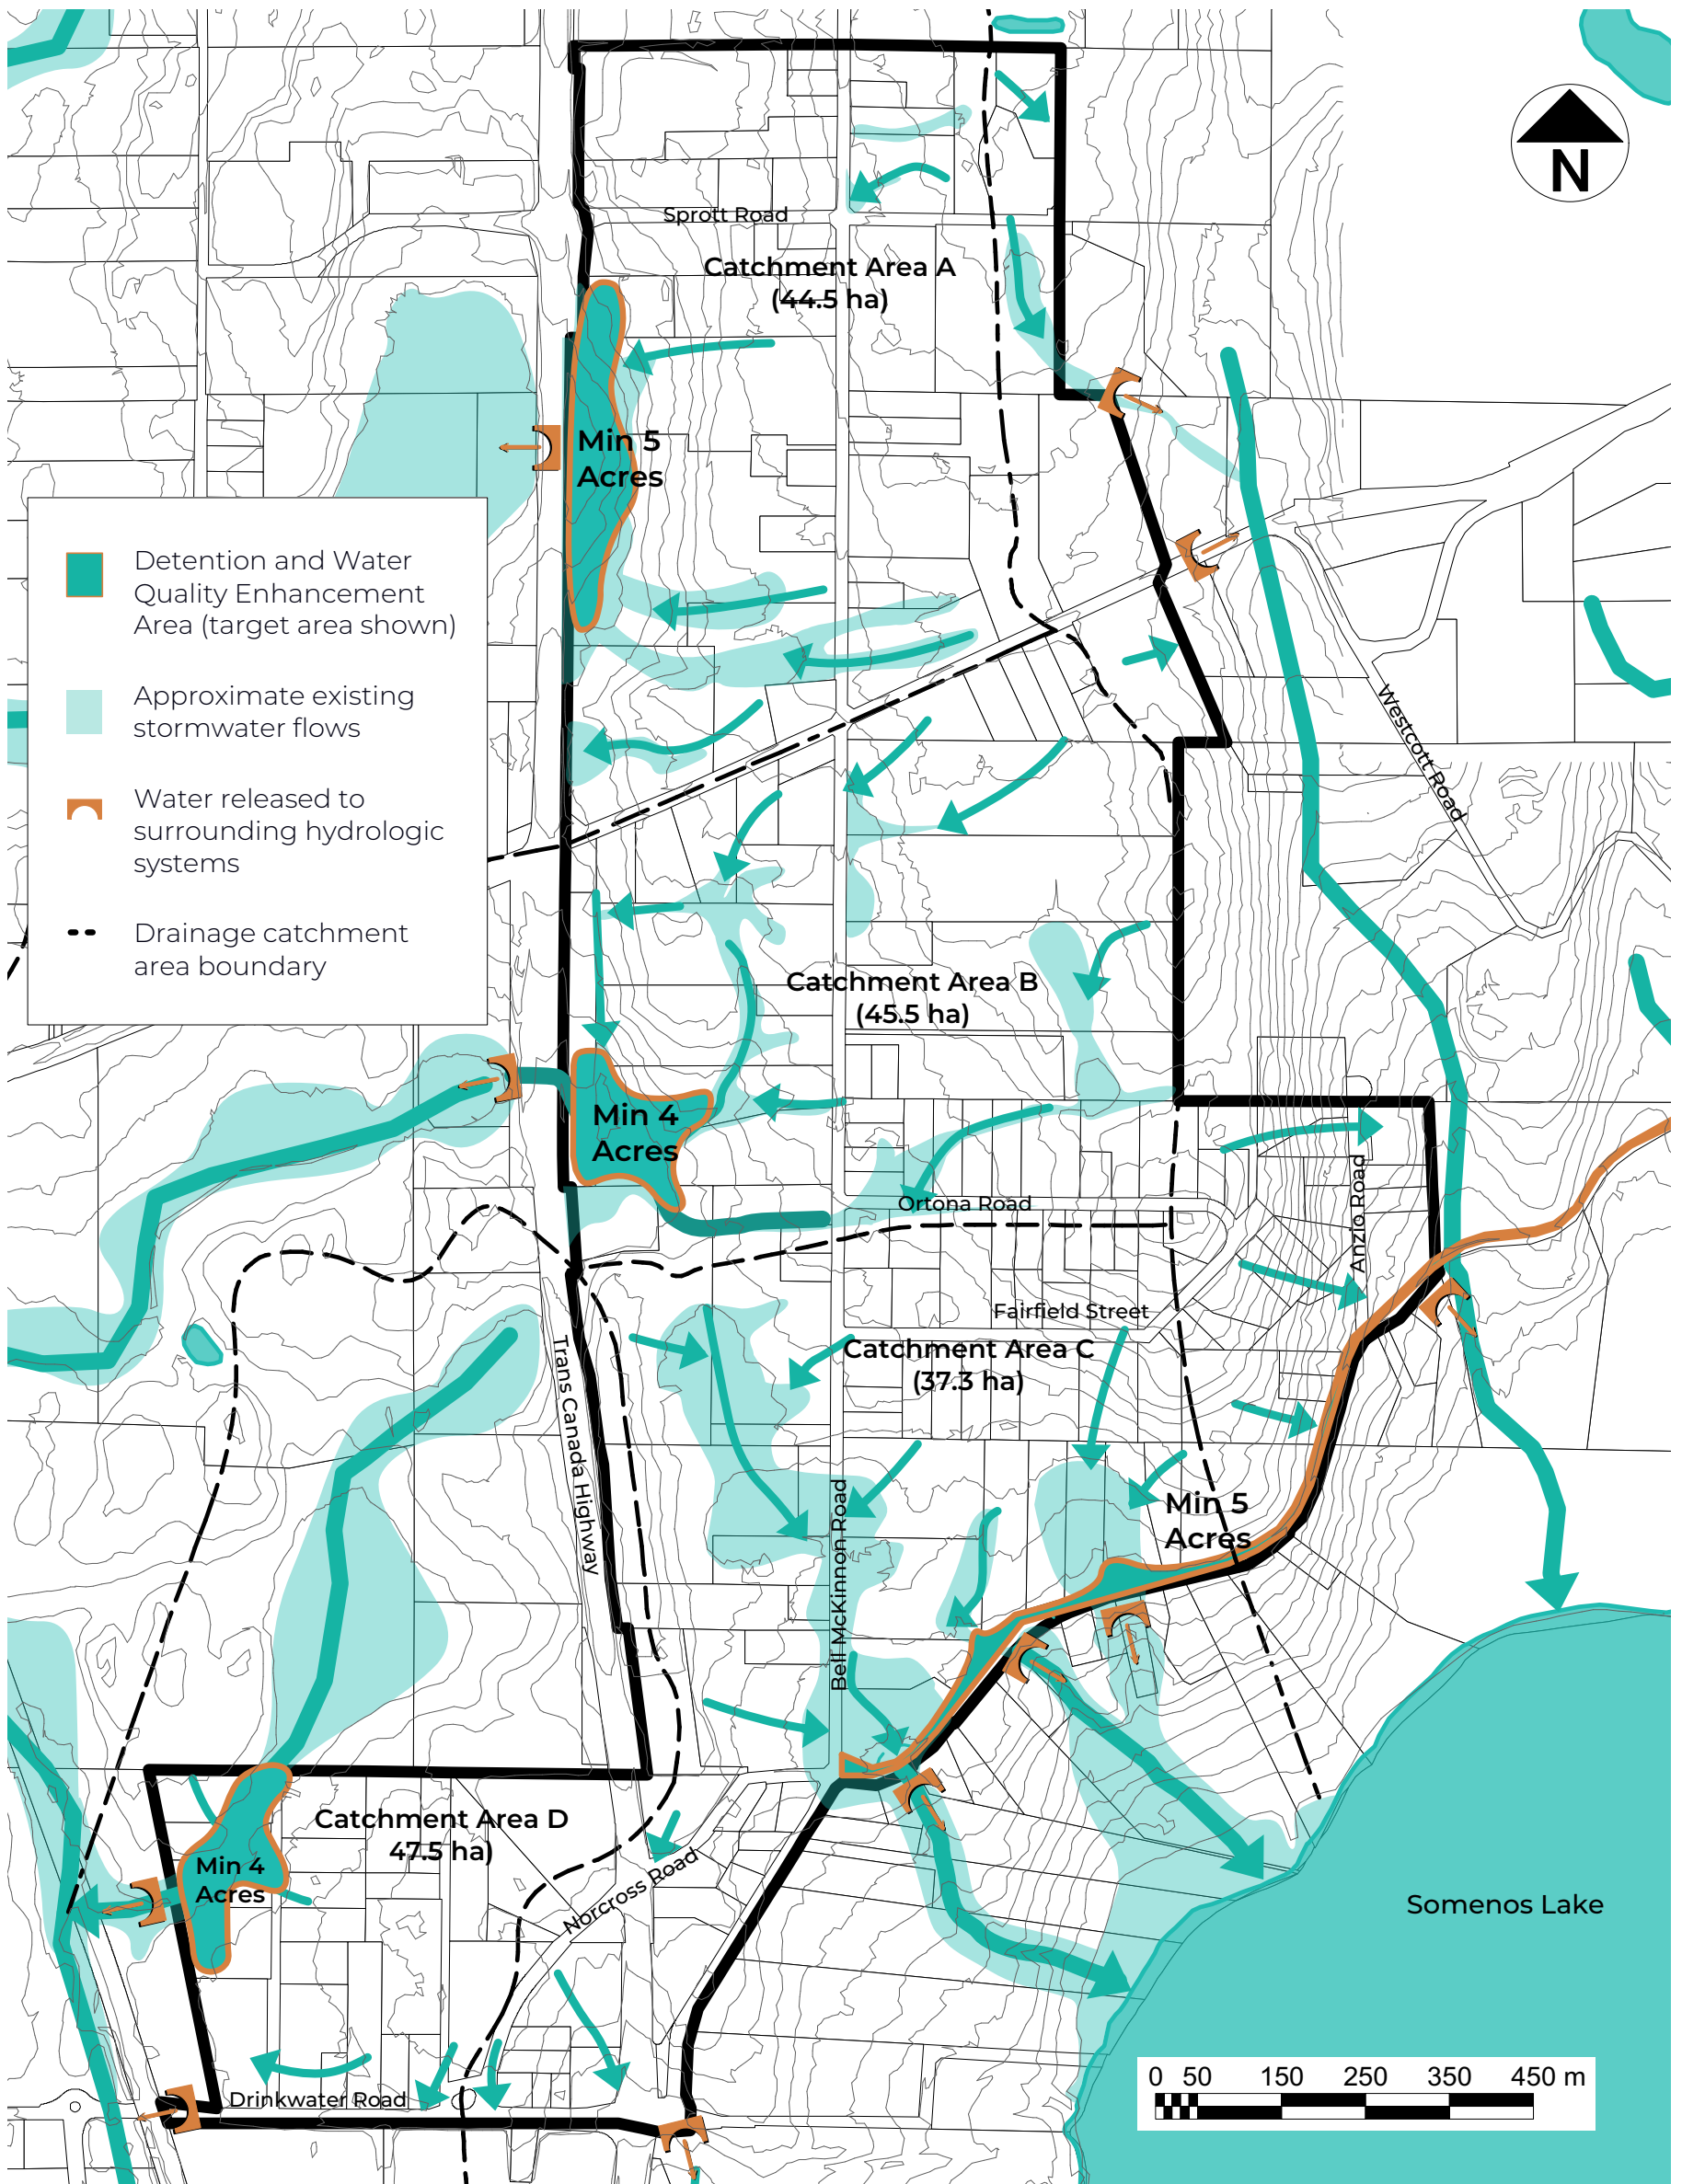 N
Sprott Road
Catchment Area A
(44.5 ha)
Min 5
Acres
Detention and Water
Quality Enhancement
Area (target area shown)
Approximate existing
stormwater flows
Water released to
surrounding hydrologic
systems
Drainage catchment
area boundary
Westcott Road
Catchment Area B
(45.5 ha)
Min 4
Acres
Ortona Road
Anzio Road
Fairfield Street
Catchment Area C
(37.3 ha)
Trans Canada Highway
Bell McKinnon Road
Min 5
Acres
Catchment Area D
47.5 ha)
Min 4
Acres
Norcross Road
Somenos Lake
Drinkwater Road
0 50 150 250 350 450 m